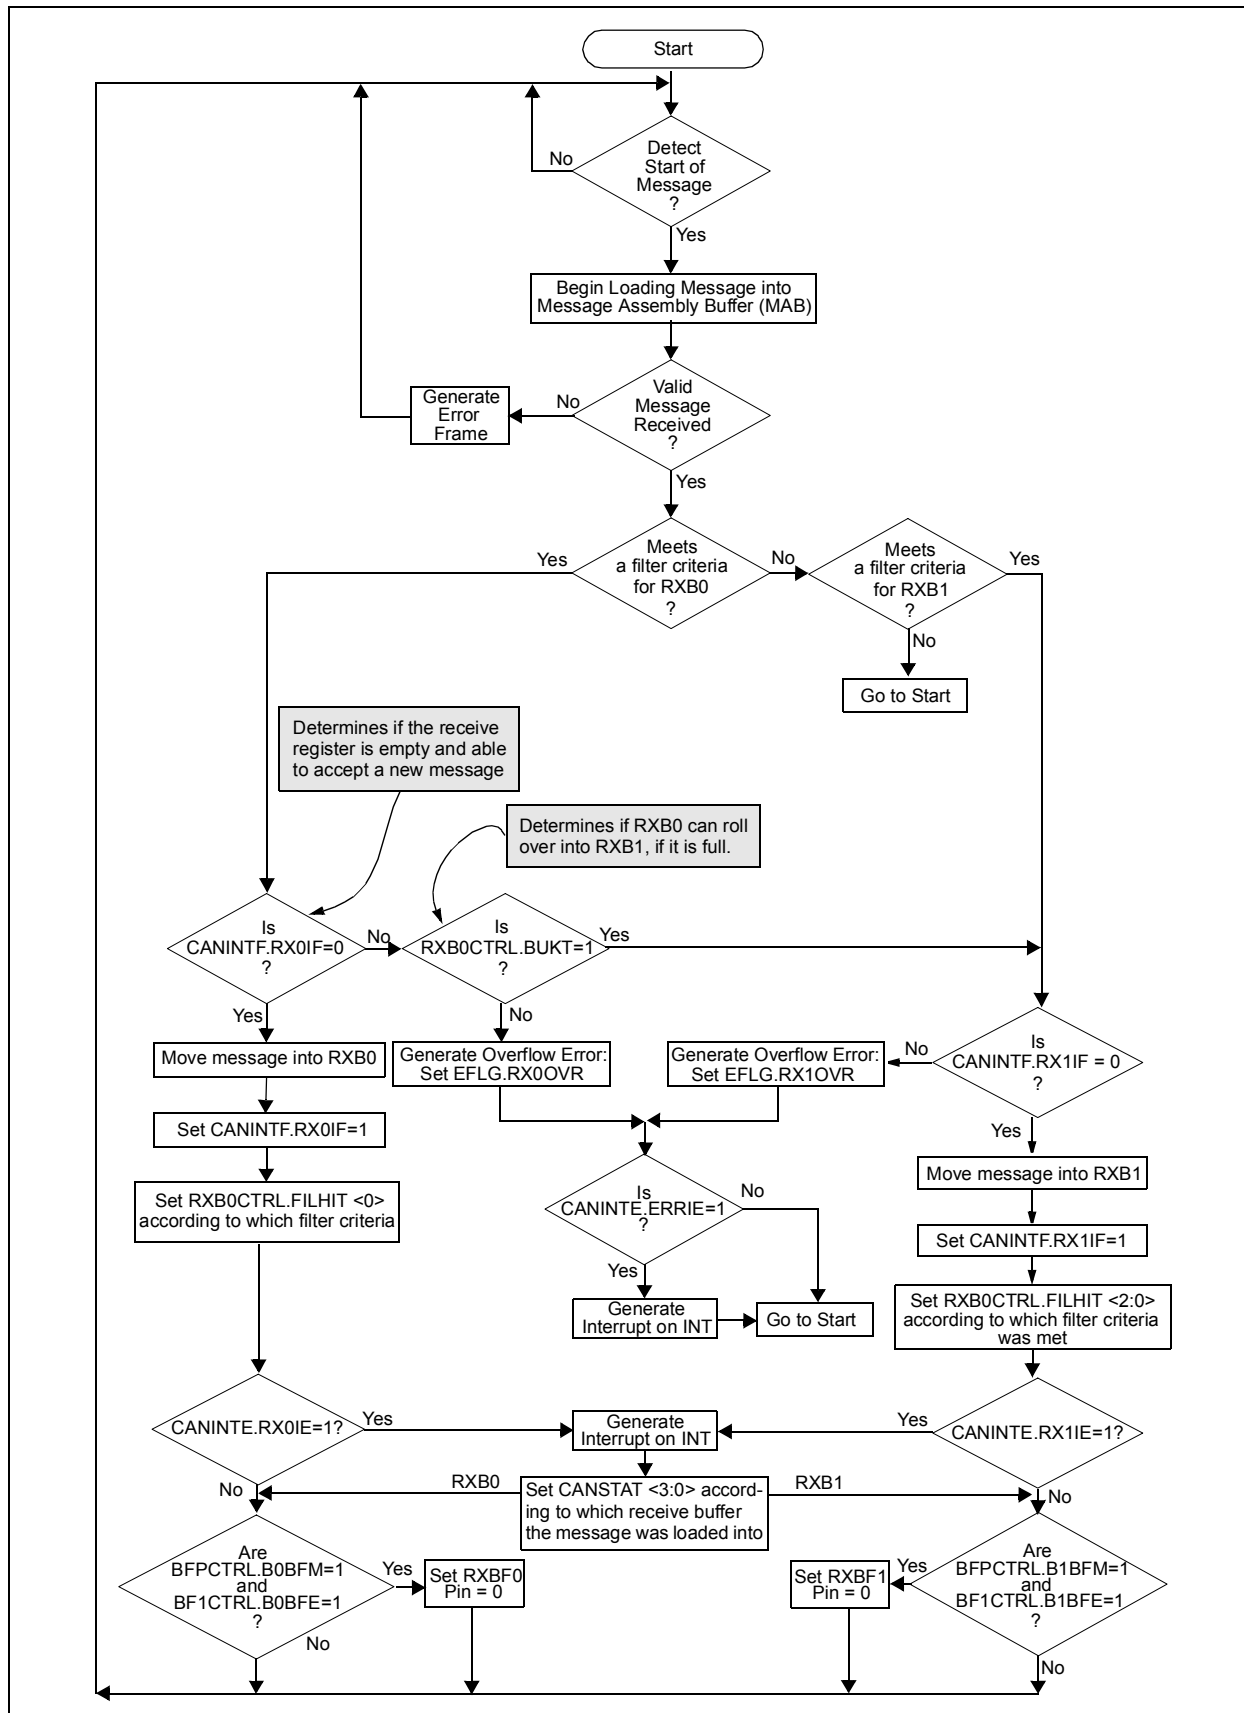 Start
Detect
Start of
Message
?
No
Yes
Begin Loading Message into
Message Assembly Buffer (MAB)
Valid
Message
Received
?
No
Generate
Error
Frame
Yes
Meets
a filter criteria
for RXB0
?
Yes
No
Meets
a filter criteria
for RXB1
?
Yes
No
Go to Start
Determines if the receive
register is empty and able
to accept a new message
Determines if RXB0 can roll
over into RXB1, if it is full.
Is
CANINTF.RX0IF=0
?
No
Is
RXB0CTRL.BUKT=1
?
Yes
Yes
No
Move message into RXB0
Generate Overflow Error:
Set EFLG.RX0OVR
Generate Overflow Error:
Set EFLG.RX1OVR
No
Is
CANINTF.RX1IF = 0
?
Yes
Set CANINTF.RX0IF=1
Set RXB0CTRL.FILHIT <0>
according to which filter criteria
Is
CANINTE.ERRIE=1
?
No
Yes
Generate
Interrupt on INT
Go to Start
Move message into RXB1
Set CANINTF.RX1IF=1
Set RXB0CTRL.FILHIT <2:0>
according to which filter criteria
was met
CANINTE.RX0IE=1?
Yes
Generate
Interrupt on INT
Yes
CANINTE.RX1IE=1?
No
RXB0
Set CANSTAT <3:0> accord-
ing to which receive buffer
the message was loaded into
RXB1
No
Are
BFPCTRL.B0BFM=1
and
BF1CTRL.B0BFE=1
?
Yes
Set RXBF0
Pin = 0
No
Set RXBF1
Pin = 0
Yes
Are
BFPCTRL.B1BFM=1
and
BF1CTRL.B1BFE=1
?
No